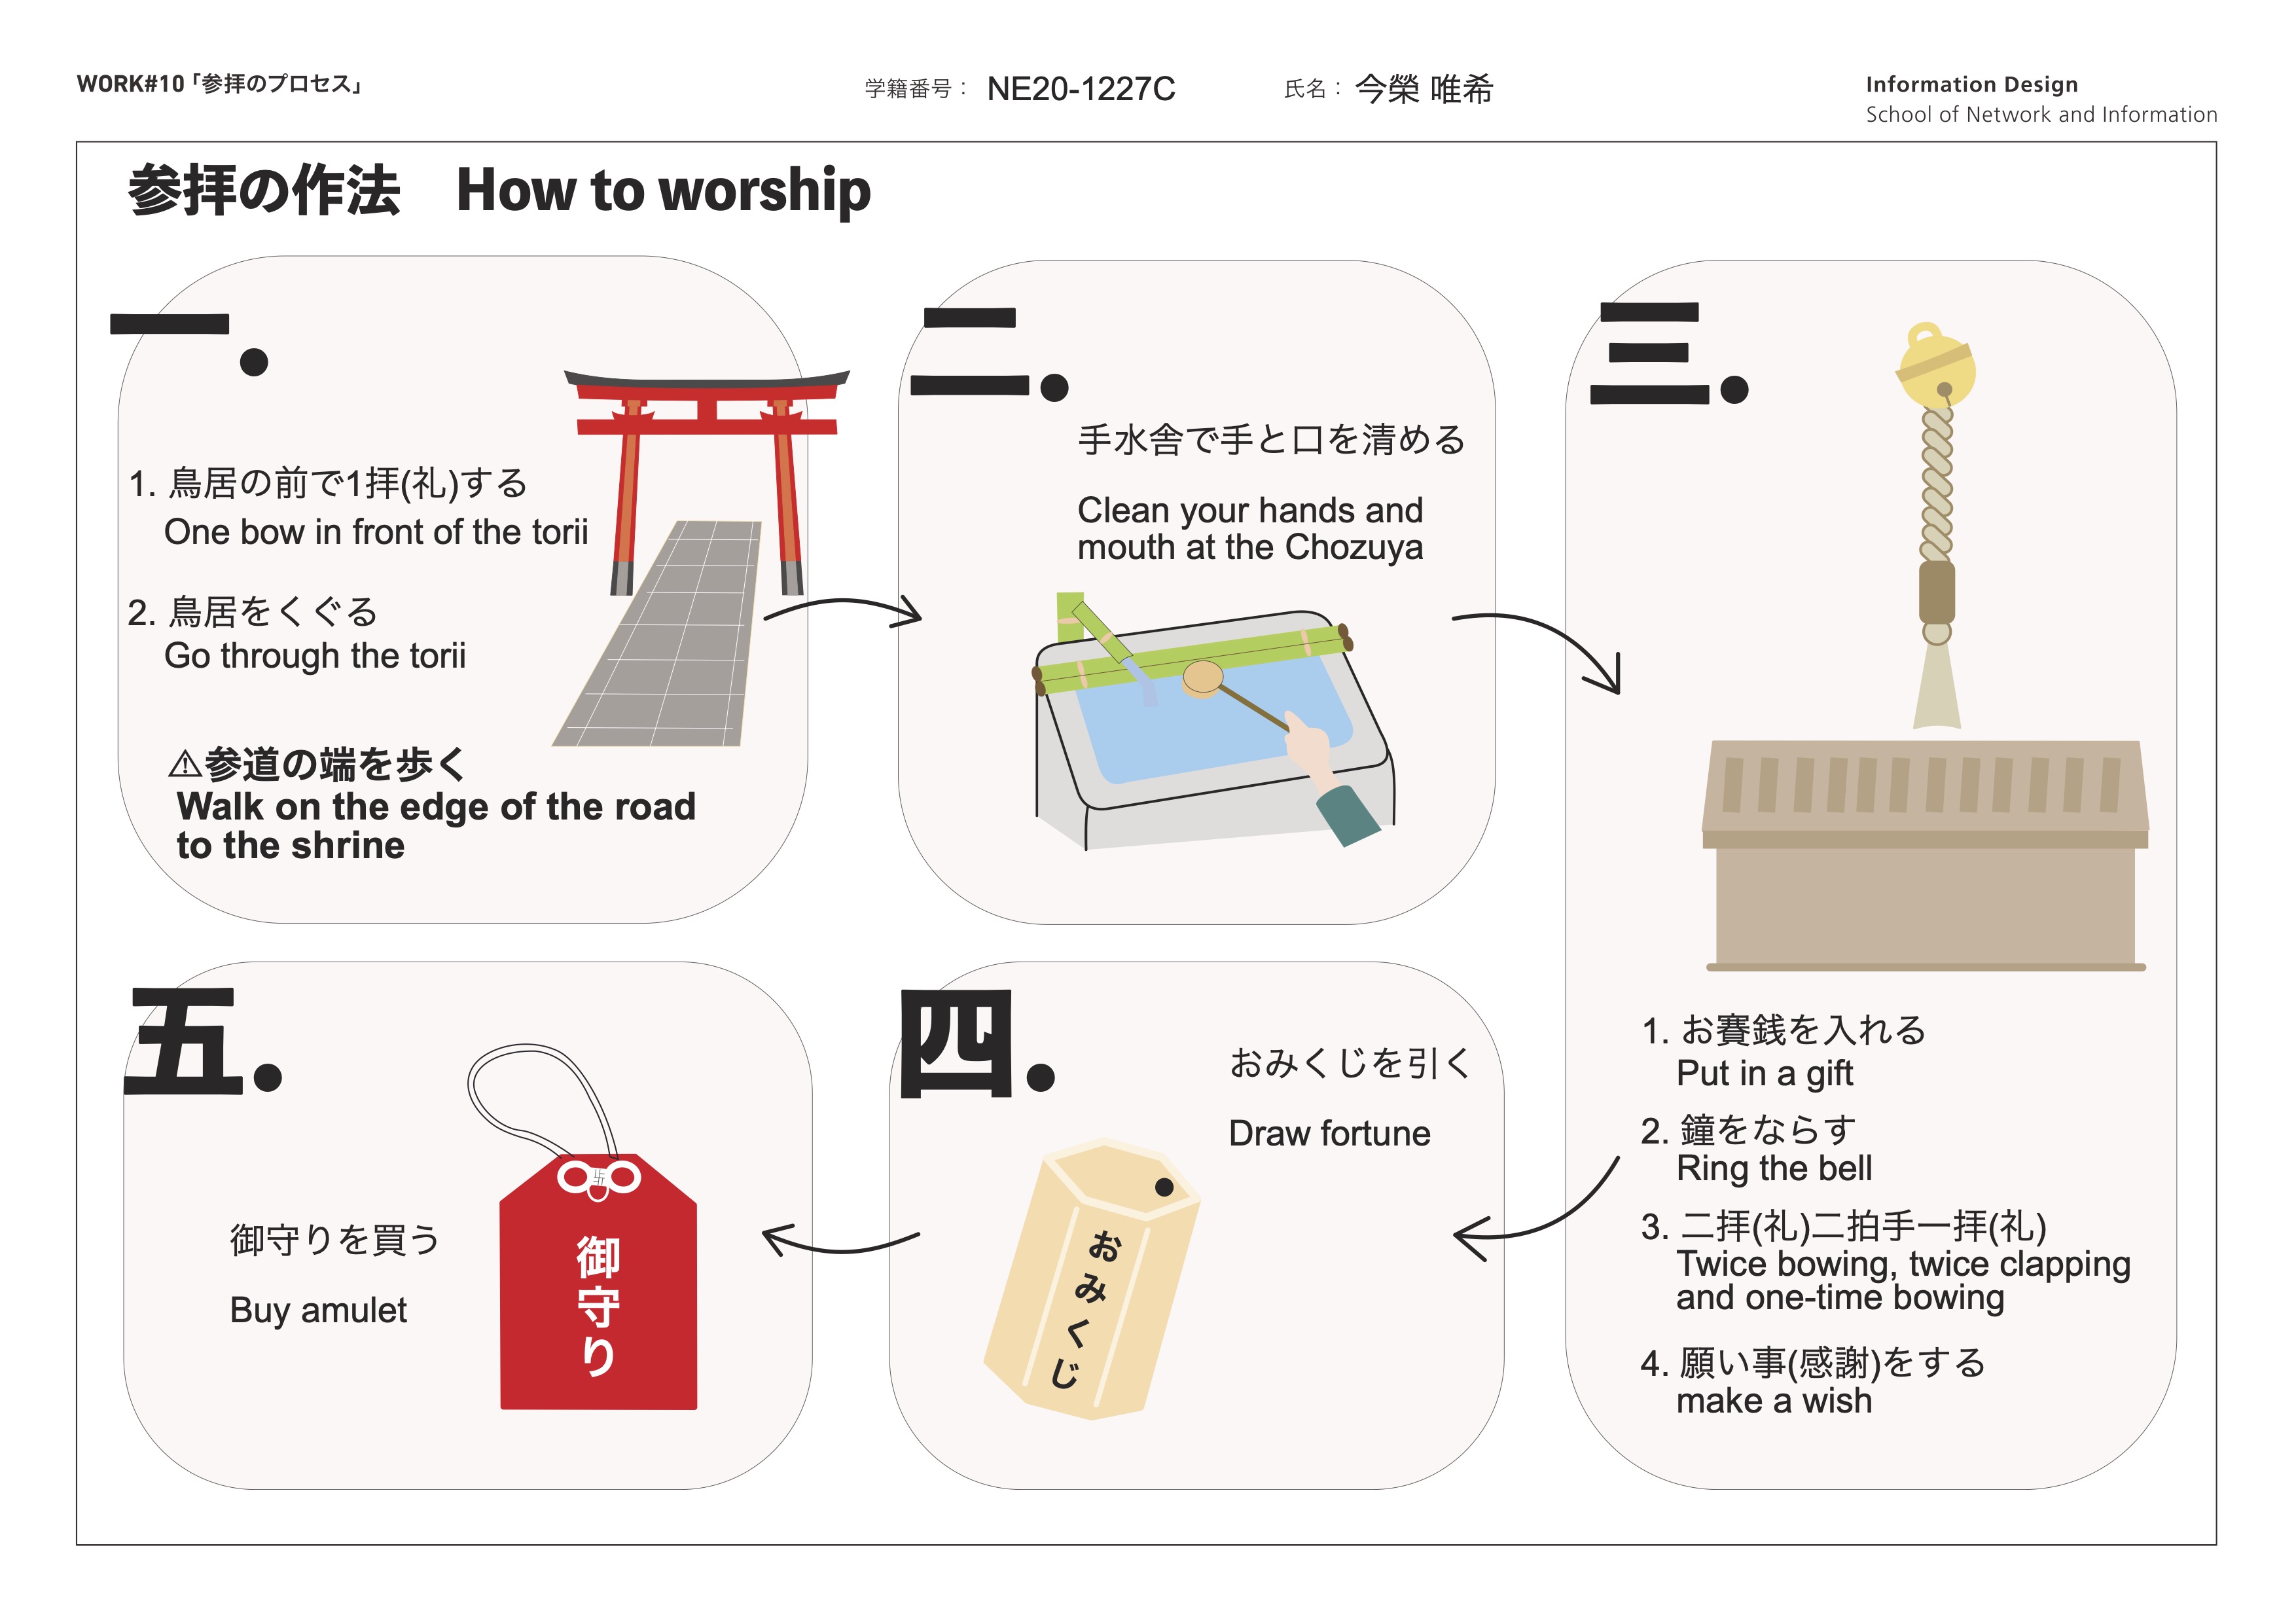 WORK#10「参拝のプロセス」
学籍番号： NE20-1227C
氏名： 今榮 唯希
Information Design
School of Network and Information
参拝の作法　How to worship
一.
1. 鳥居の前で1拝(礼)する
One bow in front of the torii
2. 鳥居をくぐる
Go through the torii
⚠参道の端を歩く
Walk on the edge of the road
to the shrine
二.
手水舎で手と口を清める
Clean your hands and
mouth at the Chozuya
三.
1. お賽銭を入れる
Put in a gift
2. 鐘をならす
Ring the bell
3. 二拝(礼)二拍手一拝(礼)
Twice bowing, twice clapping
and one-time bowing
4. 願い事(感謝)をする
make a wish
四.
おみくじを引く
Draw fortune
おみくじ
五.
御守りを買う
Buy amulet
御守り